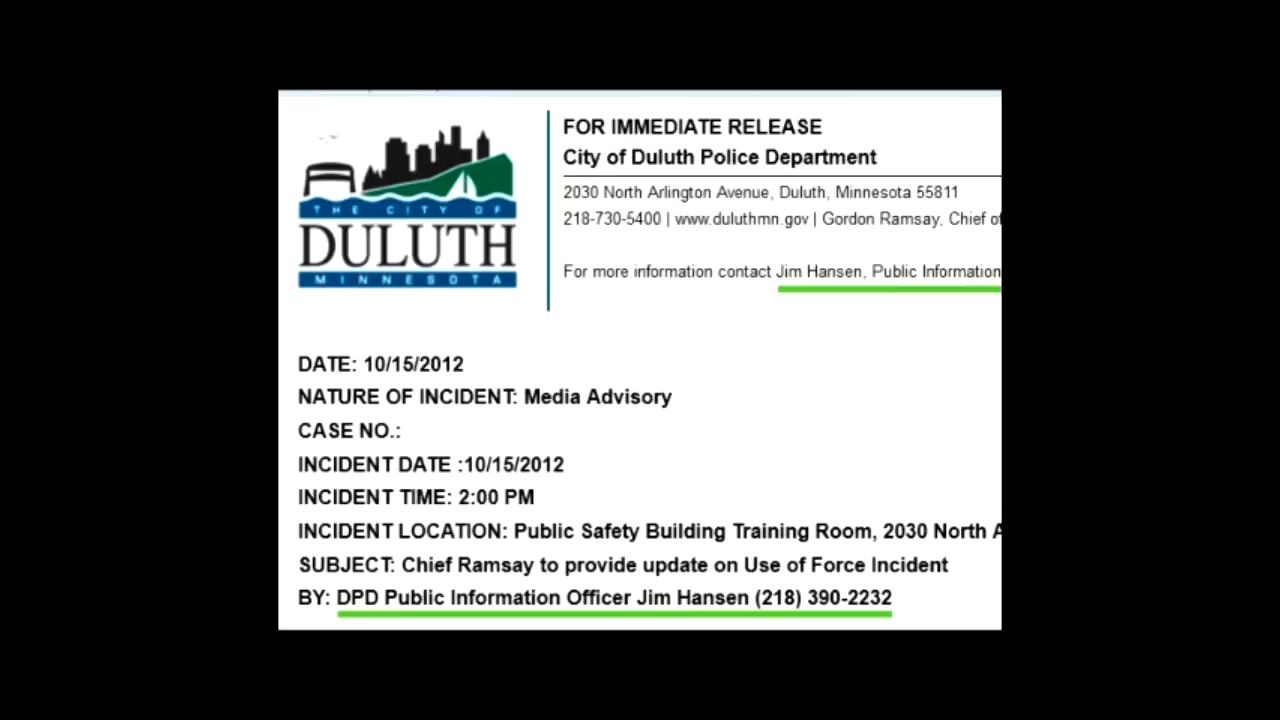 THE CITY OF
DULUTH
MINNESOTA
FOR IMMEDIATE RELEASE
City of Duluth Police Department
2030 North Arlington Avenue, Duluth, Minnesota 55811
218-730-5400 | www.duluthmn.gov | Gordon Ramsay, Chief of
For more information contact Jim Hansen, Public Information
DATE: 10/15/2012
NATURE OF INCIDENT: Media Advisory
CASE NO.:
INCIDENT DATE :10/15/2012
INCIDENT TIME: 2:00 PM
INCIDENT LOCATION: Public Safety Building Training Room, 2030 North A
SUBJECT: Chief Ramsay to provide update on Use of Force Incident
BY: DPD Public Information Officer Jim Hansen (218) 390-2232